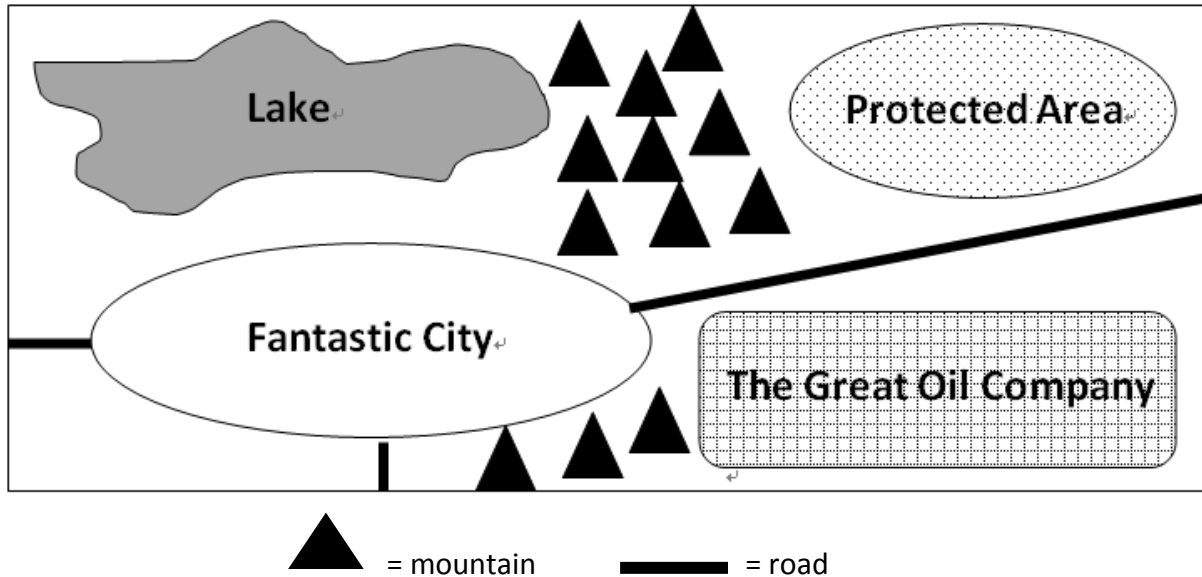 Lake
Protected Area
Fantastic City
The Great Oil Company
= mountain
= road